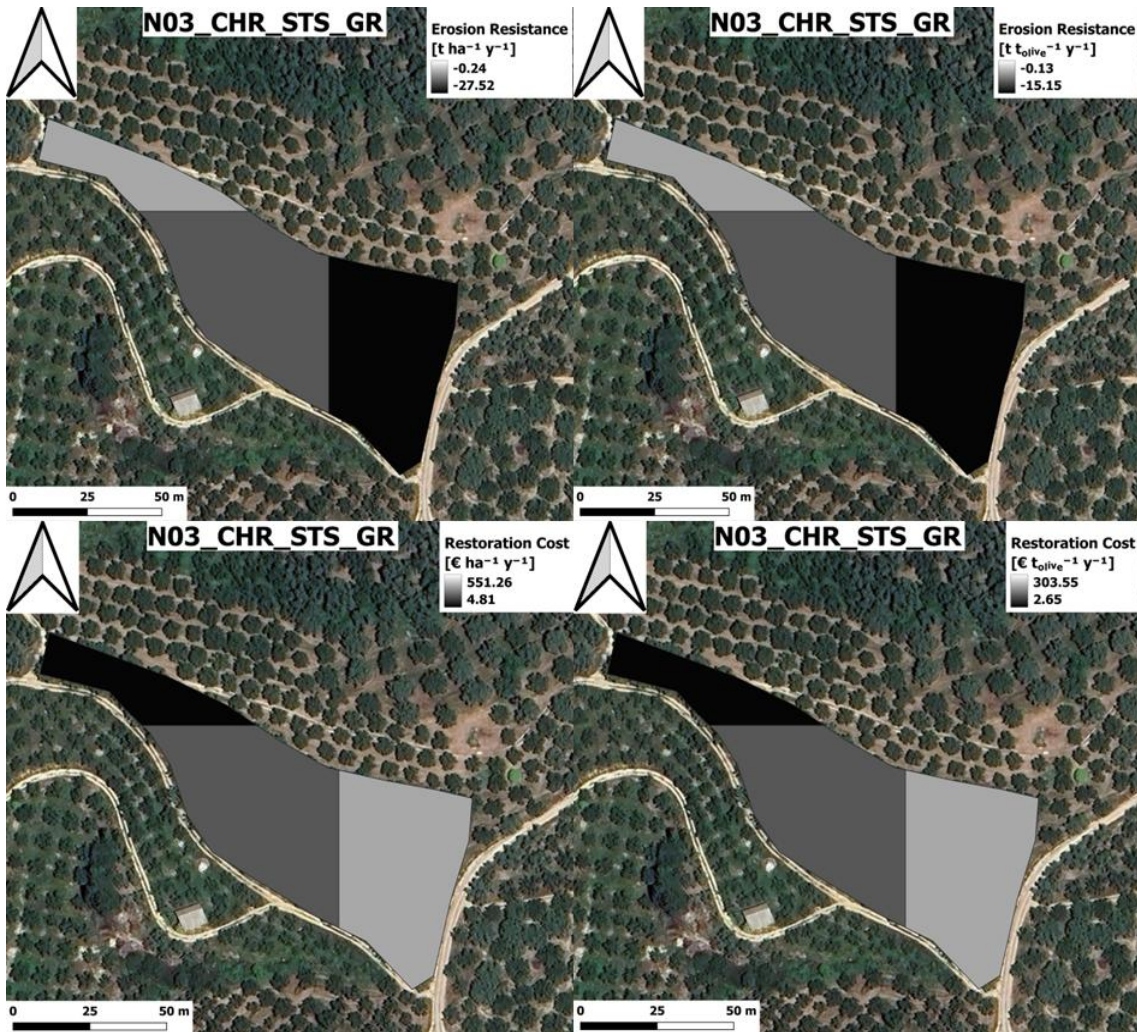 N03_CHR_STS_GR
Erosion Resistance
[t ha⁻¹ y⁻¹]
-0.24
-27.52
0 25 50 m
N03_CHR_STS_GR
Erosion Resistance
[t tolive⁻¹ y⁻¹]
-0.13
-15.15
0 25 50 m
N03_CHR_STS_GR
Restoration Cost
[€ ha⁻¹ y⁻¹]
551.26
4.81
0 25 50 m
N03_CHR_STS_GR
Restoration Cost
[€ tolive⁻¹ y⁻¹]
303.55
2.65
0 25 50 m